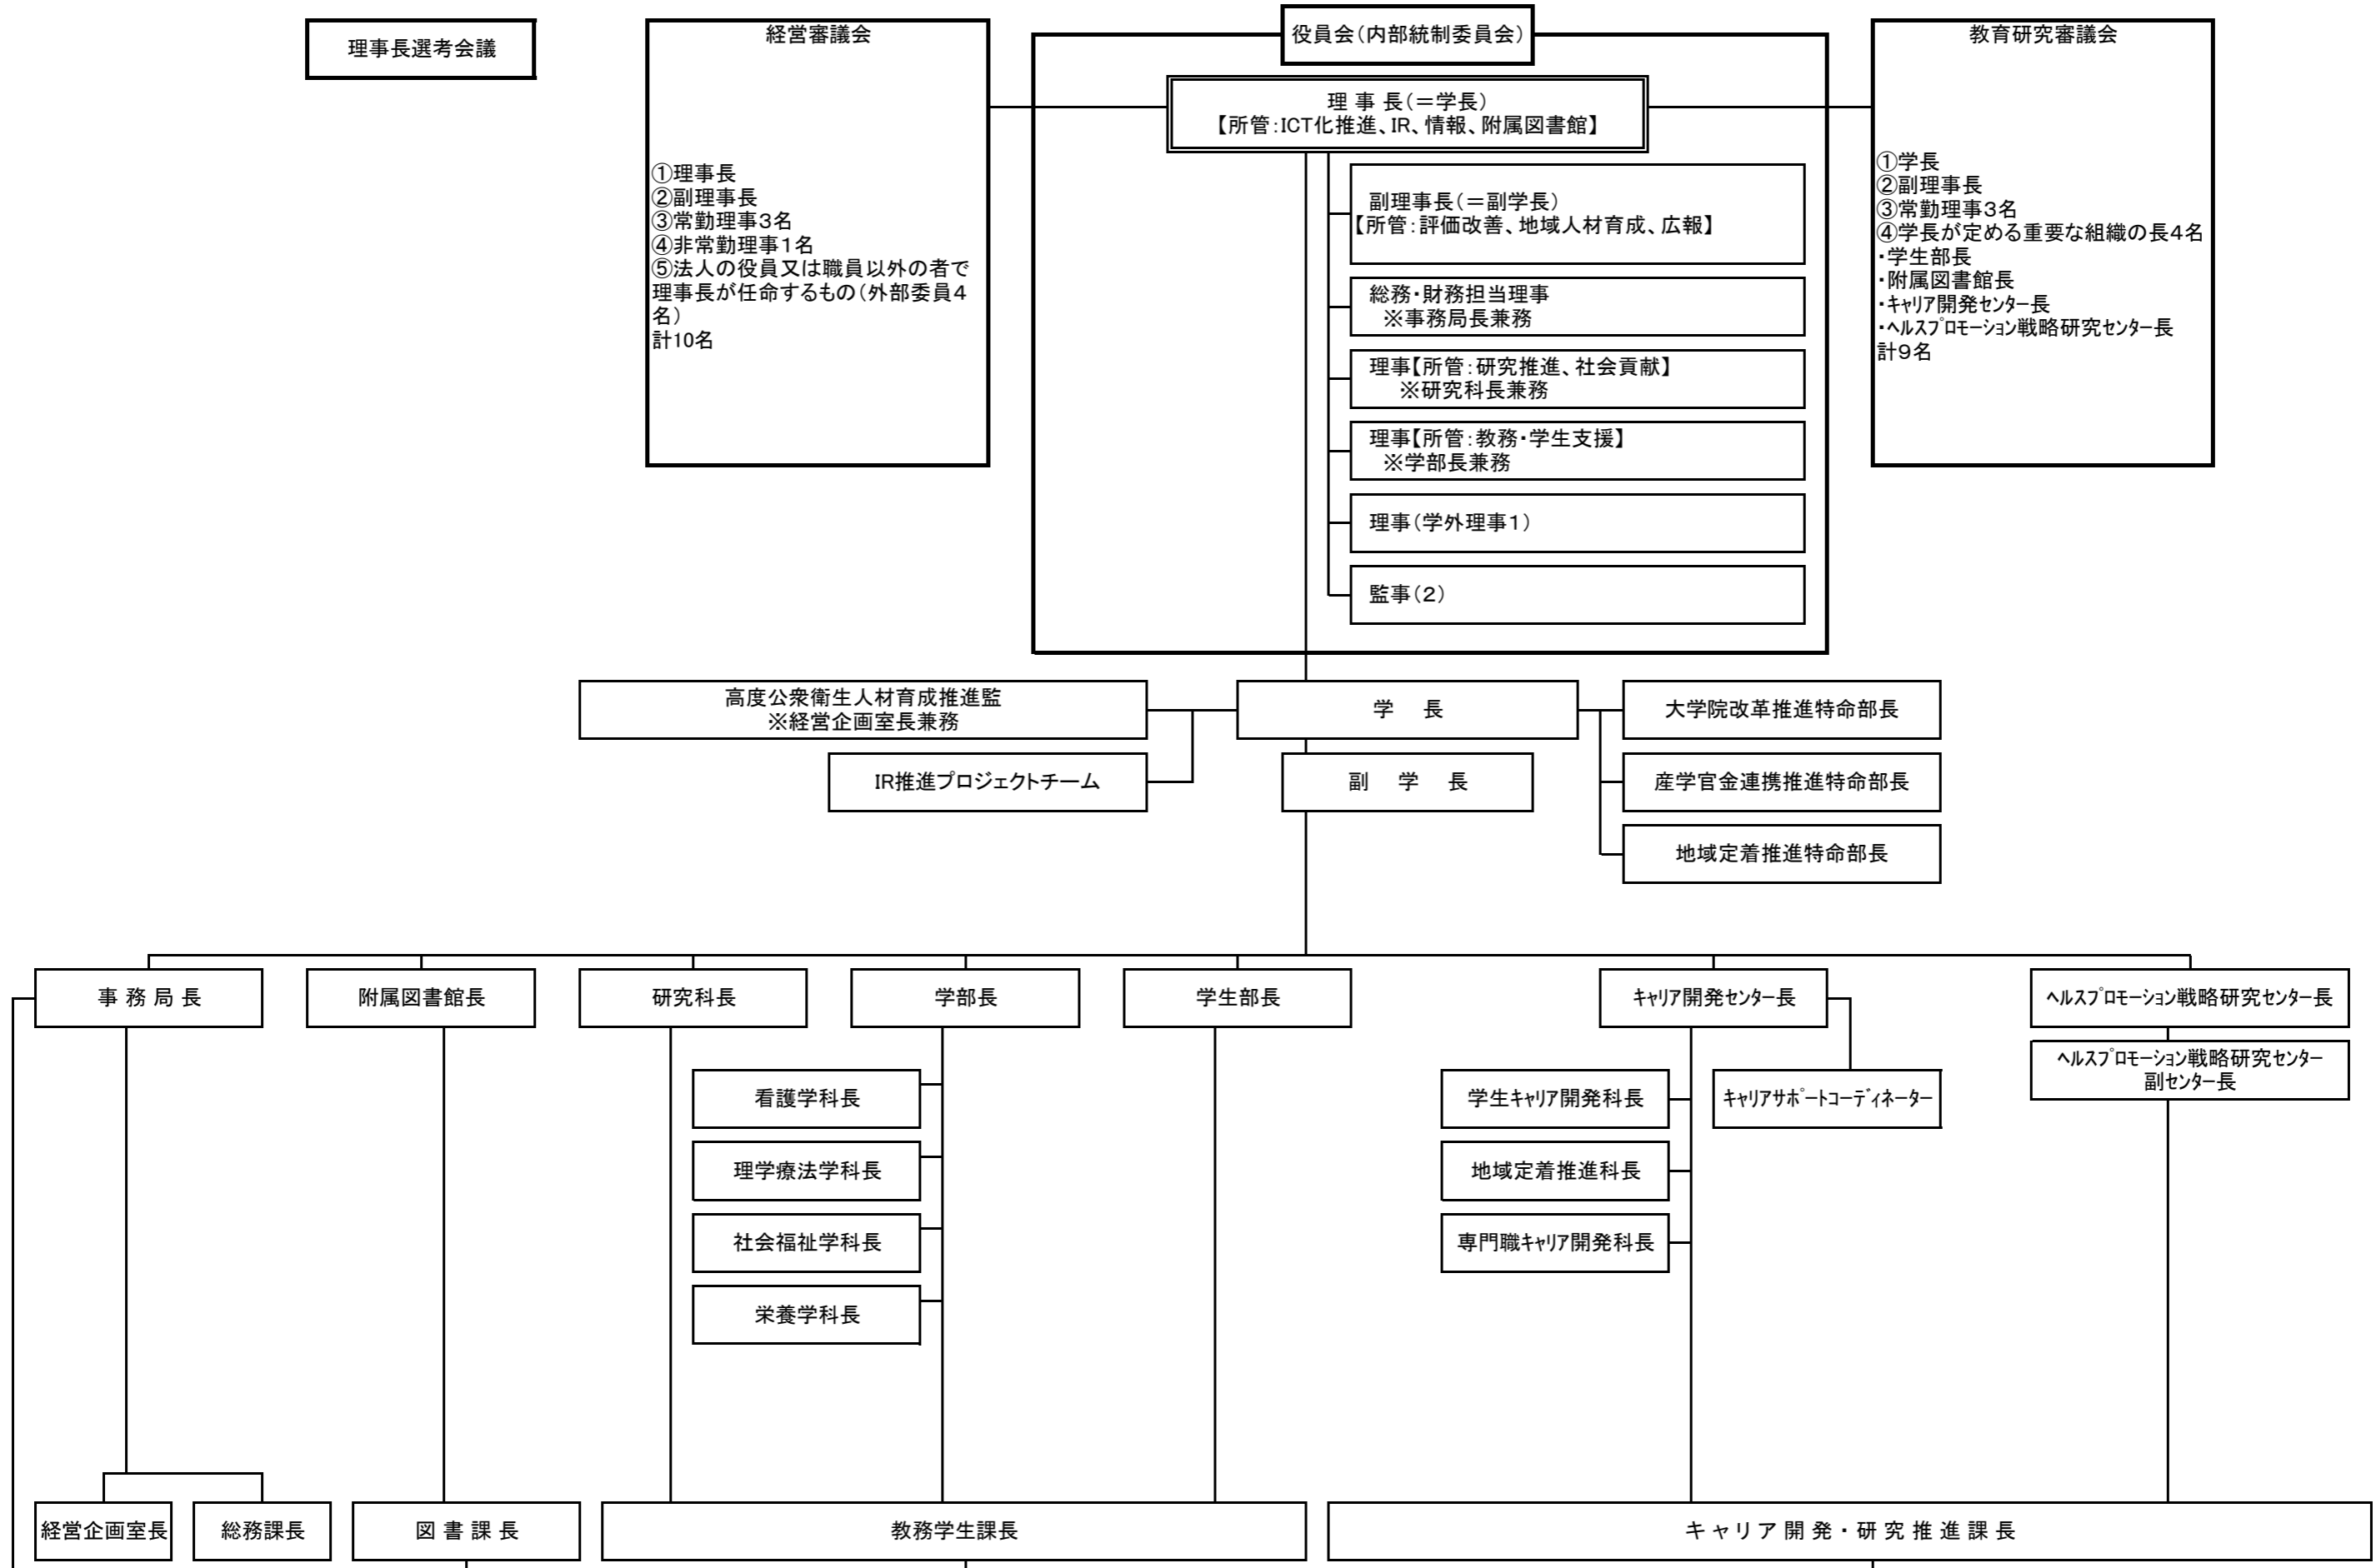 理事長選考会議
経営審議会
①理事長
②副理事長
③常勤理事3名
④非常勤理事1名
⑤法人の役員又は職員以外の者で
理事長が任命するもの(外部委員4
名)
計10名
役員会(内部統制委員会)
理 事 長(=学長)
【所管:ICT化推進、IR、情報、附属図書館】
副理事長(=副学長)
【所管:評価改善、地域人材育成、広報】
総務・財務担当理事
※事務局長兼務
理事【所管:研究推進、社会貢献】
※研究科長兼務
理事【所管:教務・学生支援】
※学部長兼務
理事(学外理事1)
監事(2)
教育研究審議会
①学長
②副理事長
③常勤理事3名
④学長が定める重要な組織の長4名
・学生部長
・附属図書館長
・キャリア開発センター長
・ヘルスプロモーション戦略研究センター長
計9名
高度公衆衛生人材育成推進監
※経営企画室長兼務
学 長
大学院改革推進特命部長
IR推進プロジェクトチーム
副 学 長
産学官金連携推進特命部長
地域定着推進特命部長
事 務 局 長
附属図書館長
研究科長
学部長
学生部長
キャリア開発センター長
ヘルスプロモーション戦略研究センター長
ヘルスプロモーション戦略研究センター
副センター長
看護学科長
理学療法学科長
社会福祉学科長
栄養学科長
学生キャリア開発科長
キャリアサポートコーディネーター
地域定着推進科長
専門職キャリア開発科長
経営企画室長
総務課長
図 書 課 長
教務学生課長
キ ャ リ ア 開 発 ・ 研 究 推 進 課 長